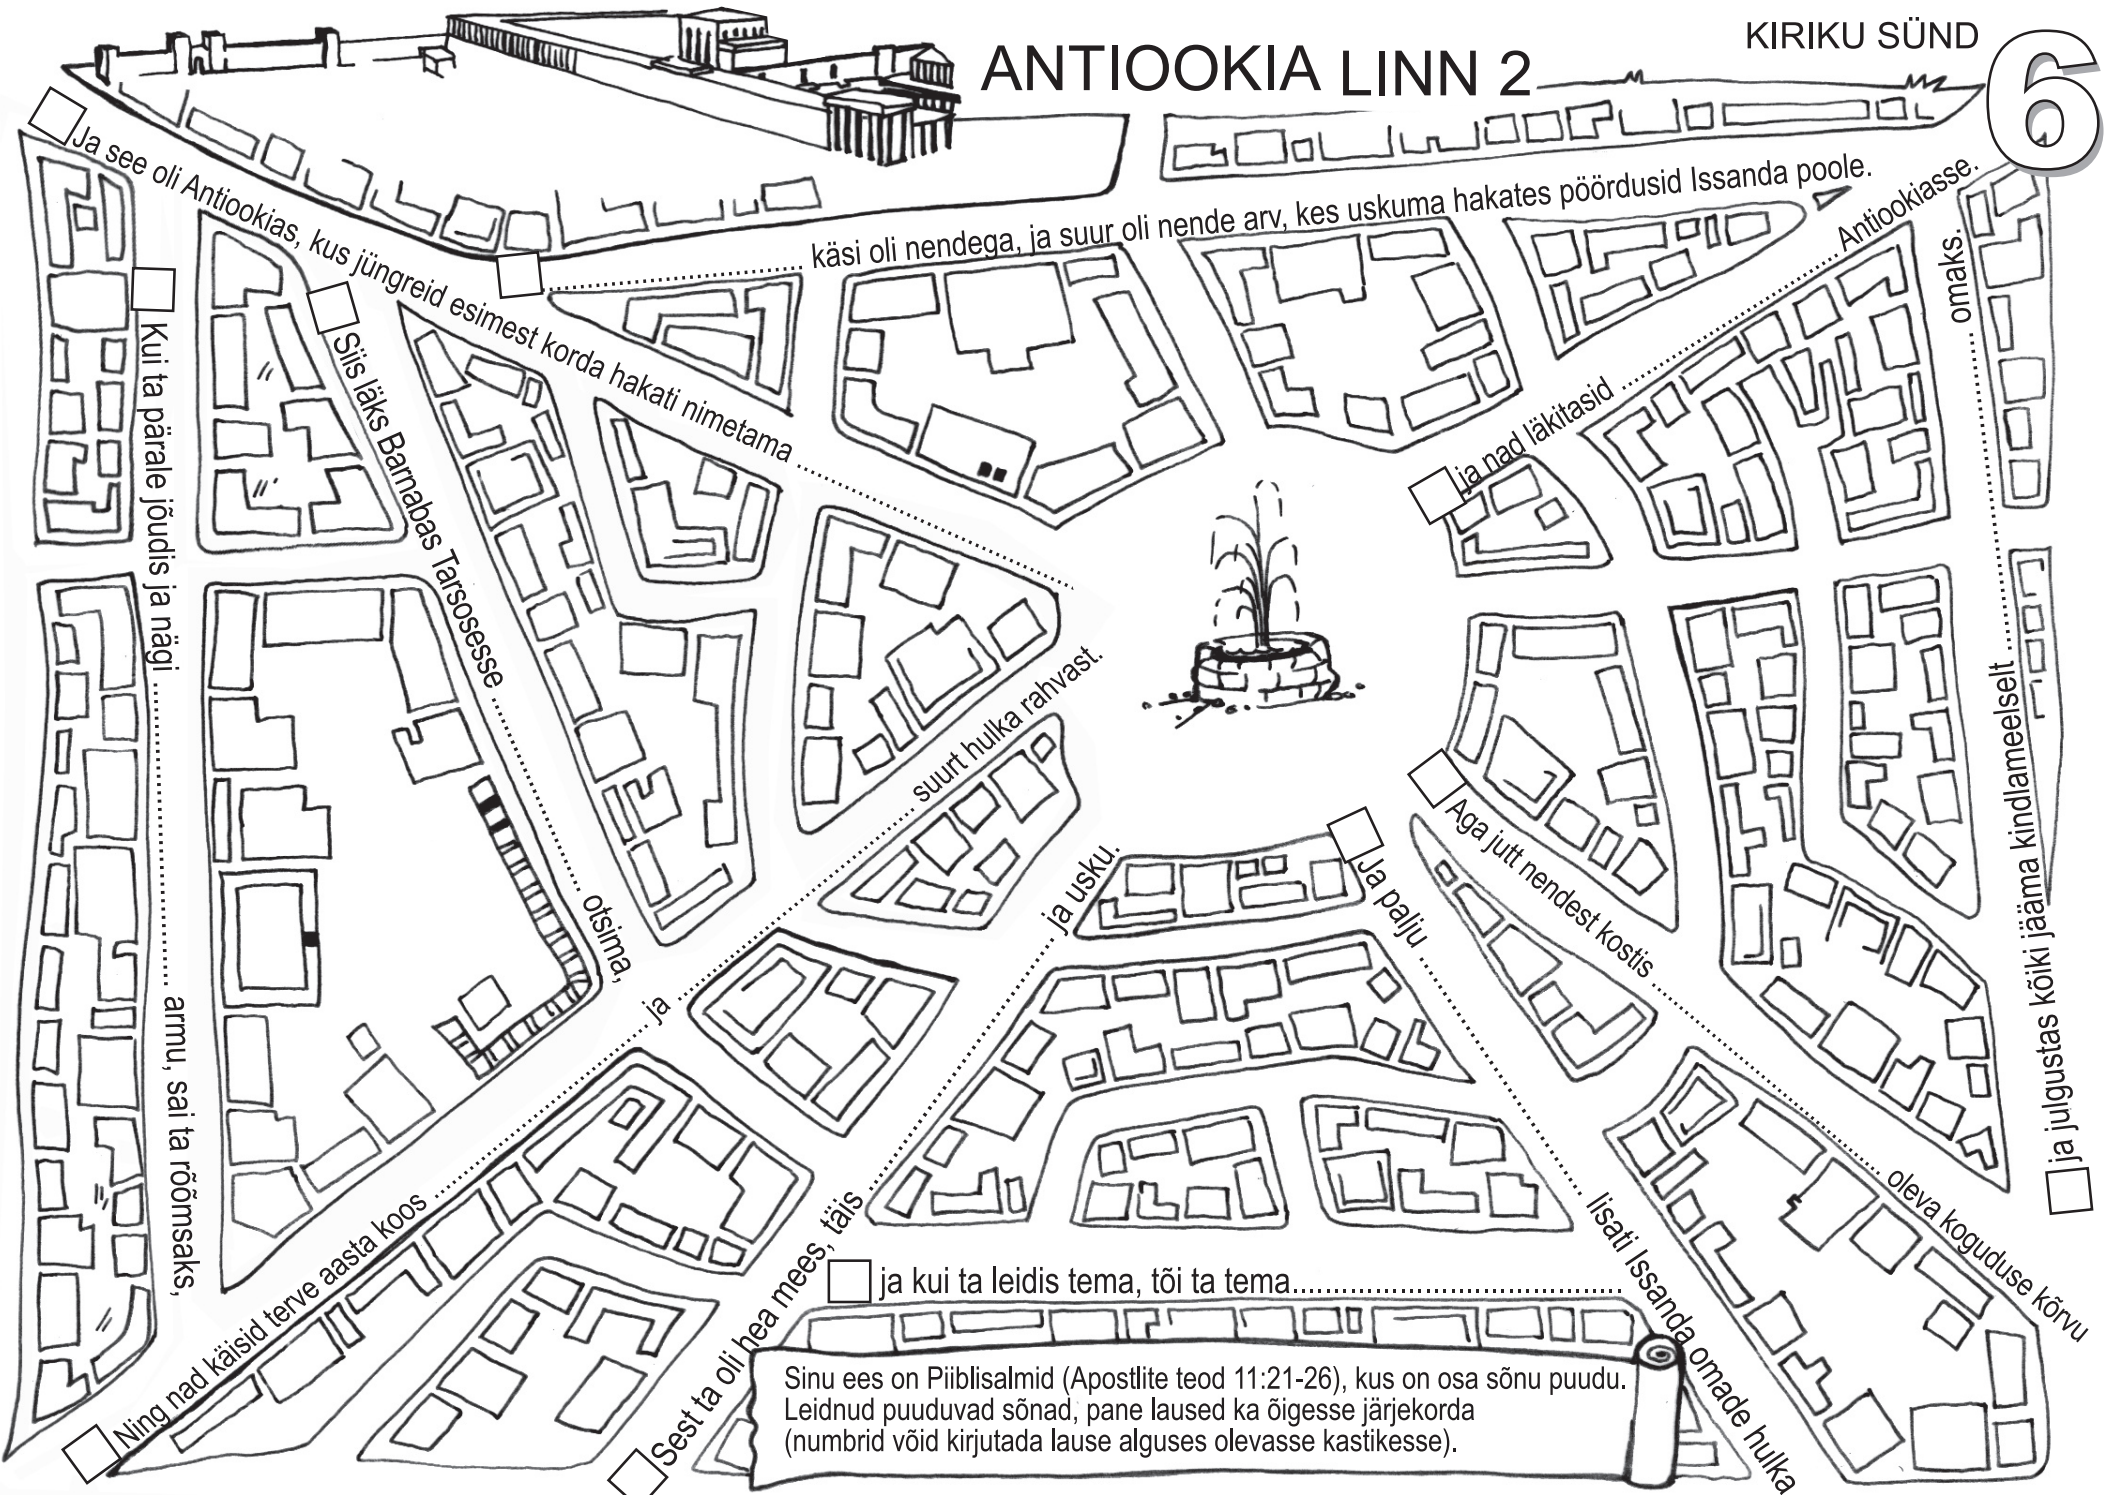 KIRIKU SÜND
6
ANTIOOKIA LINN 2
Ja see oli Antiookias, kus jüngreid esimest korda hakati nimetama ....................
.................... käsi oli nendega, ja suur oli nende arv, kes uskuma hakates pöördusid Issanda poole.
Kui ta pärale jõudis ja nägi .................... armu, sai ta rõõmsaks,
Siis läks Barnabas Tarsosesse .................... otsima,
ja nad läkitasid .................... Antiookiasse.
ja julgustas kõiki jääma kindlameelselt .................... omaks.
Ning nad käisid terve aasta koos .................... ja .................... suurt hulka rahvast.
Sest ta oli hea mees, täis .................... ja usku.
Ja palju .................... lisati Issanda omade hulka
Aga jutt nendest kostis .................... oleva koguduse kõrvu
ja kui ta leidis tema, tõi ta tema....................
Sinu ees on Piiblisalmid (Apostlite teod 11:21-26), kus on osa sõnu puudu.
Leidnud puuduvad sõnad, pane laused ka õigesse järjekorda
(numbrid võid kirjutada lause alguses olevasse kastikesse).